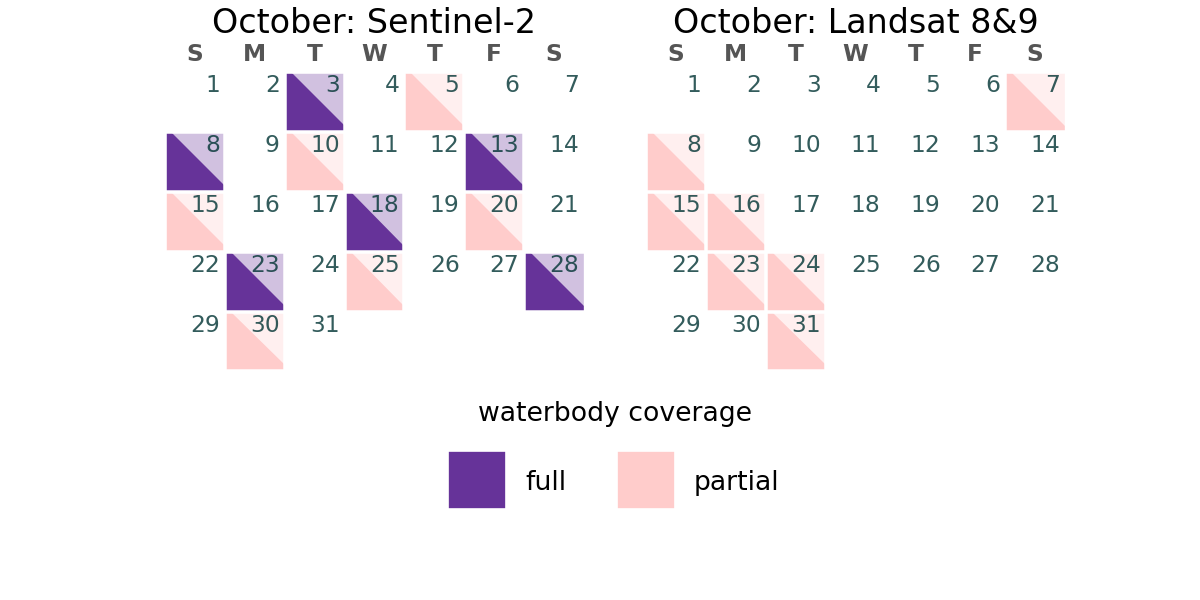 October: Sentinel-2
S M T W T F S
1 2 3 4 5 6 7
8 9 10 11 12 13 14
15 16 17 18 19 20 21
22 23 24 25 26 27 28
29 30 31
October: Landsat 8&9
S M T W T F S
1 2 3 4 5 6 7
8 9 10 11 12 13 14
15 16 17 18 19 20 21
22 23 24 25 26 27 28
29 30 31
waterbody coverage
full partial